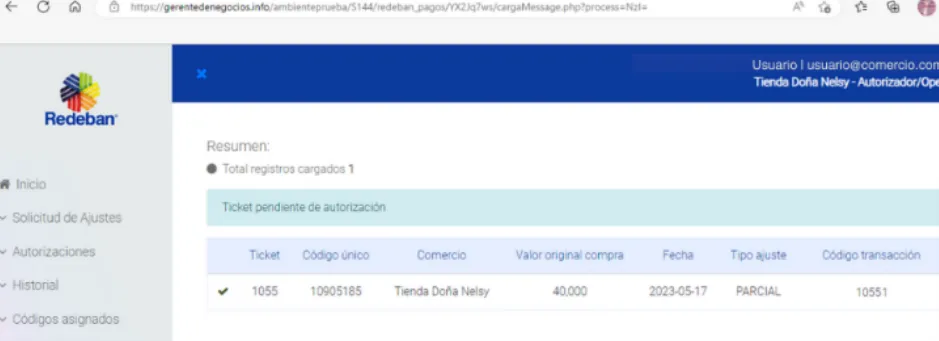 https://gerentedenegocios.info/ambienteprueba/5144/redeban_pagos/YX2Jq7ws/cargaMessage.php?process=NzI=
Usuario | usuario@comercio.com
Tienda Doña Nelsy - Autorizador/Ope
Redeban
Resumen:
Total registros cargados 1
Inicio
Ticket pendiente de autorización
Solicitud de Ajustes
Autorizaciones
Ticket Código único Comercio Valor original compra Fecha Tipo ajuste Código transacción
Historial
1055 10905185 Tienda Doña Nelsy 40,000 2023-05-17 PARCIAL 10551
Códigos asignados